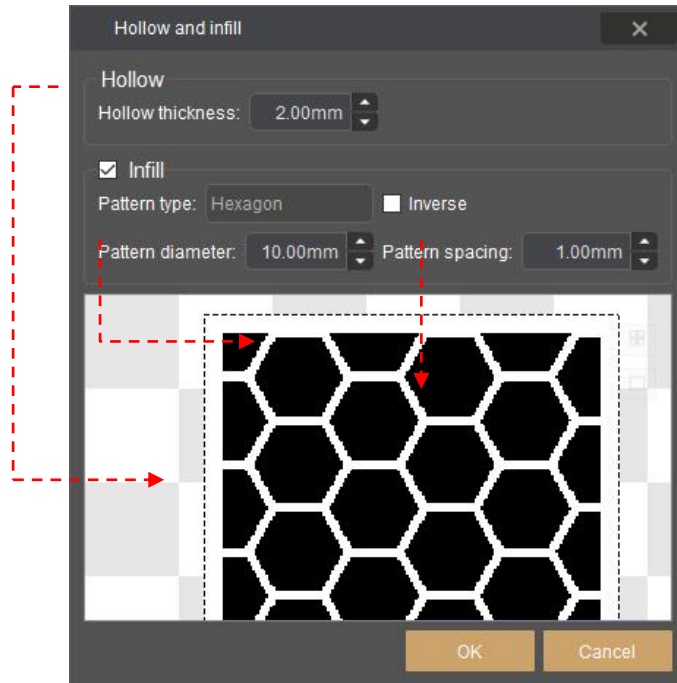 Hollow and infill
Hollow
Hollow thickness: 2.00mm
Infill
Pattern type: Hexagon Inverse
Pattern diameter: 10.00mm Pattern spacing: 1.00mm
OK Cancel